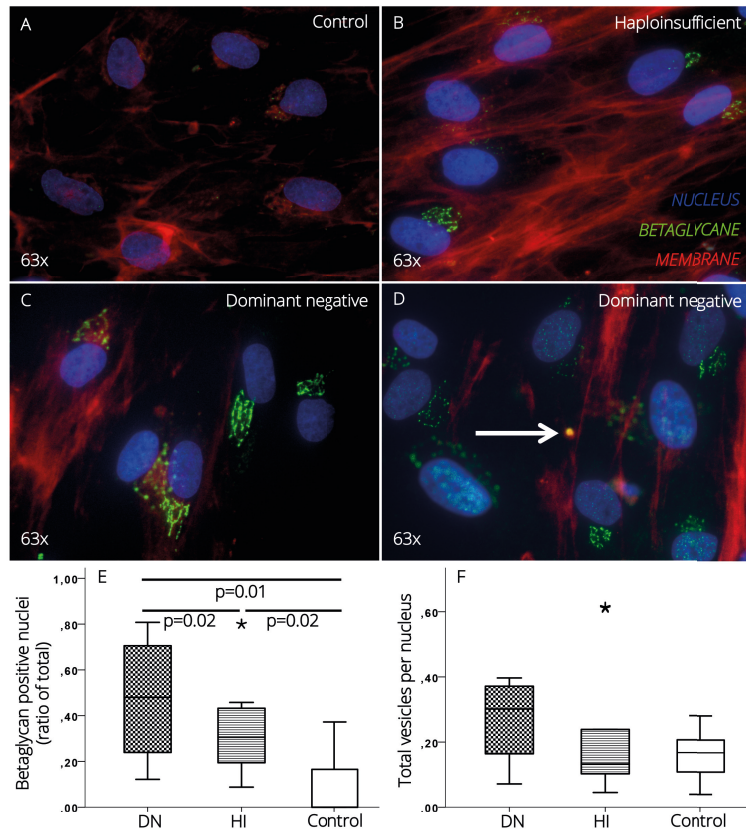 A
Control
63x
B
Haploinsufficient
NUCLEUS
BETAGLYCANE
MEMBRANE
63x
C
Dominant negative
63x
D
Dominant negative
63x
E
Betaglycan positive nuclei
(ratio of total)
1,00
,80
,60
,40
,20
,00
p=0.01
p=0.02
p=0.02
*
DN
HI
Control
F
Total vesicles per nucleus
,60
,40
,20
,00
*
DN
HI
Control